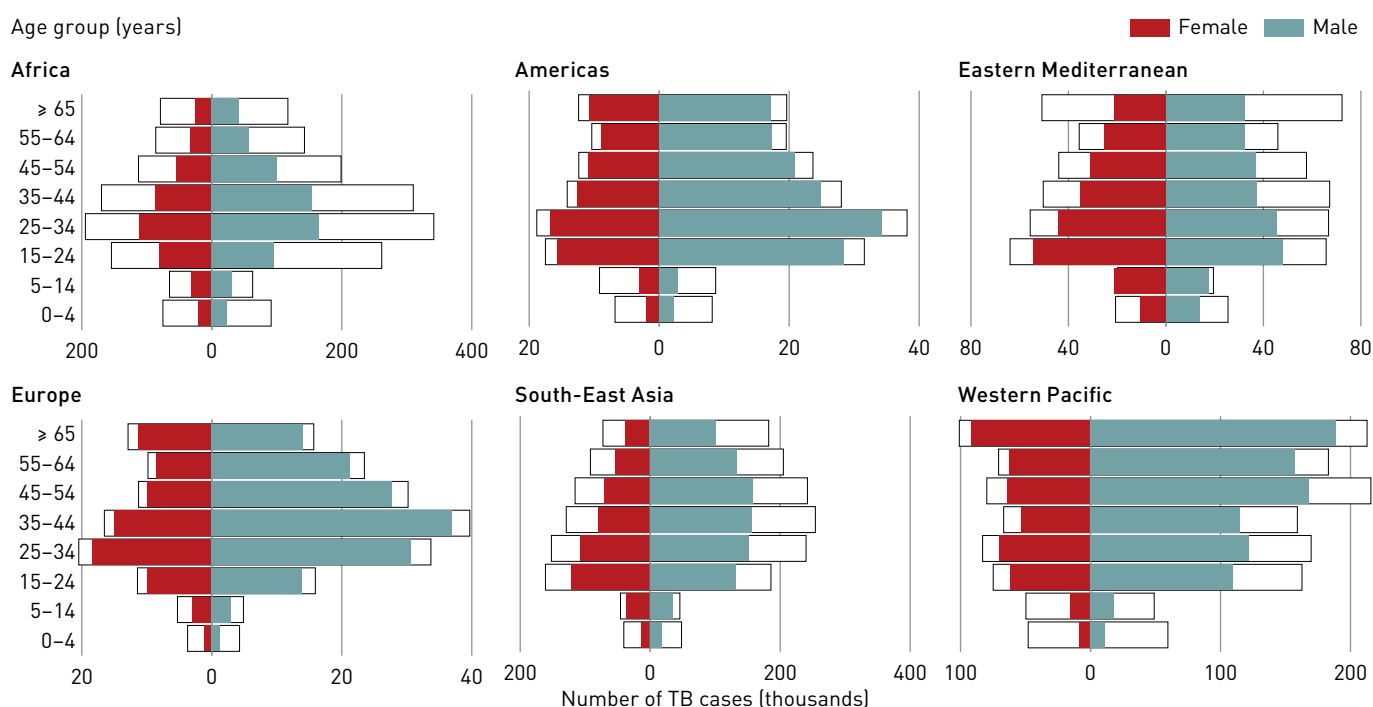 Age group (years)
Female Male
Africa
Americas
Eastern Mediterranean
⩾ 65
55–64
45–54
35–44
25–34
15–24
5–14
0–4
200 0 200 400
20 0 20 40
80 40 0 40 80
Europe
South-East Asia
Western Pacific
⩾ 65
55–64
45–54
35–44
25–34
15–24
5–14
0–4
20 0 20 40
200 0 200 400
100 0 100 200
Number of TB cases (thousands)